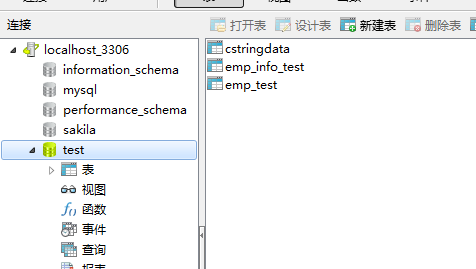 连接
打开表 设计表 新建表 删除表
localhost_3306
information_schema
mysql
performance_schema
sakila
test
表
视图
函数
事件
查询
cstringdata
emp_info_test
emp_test